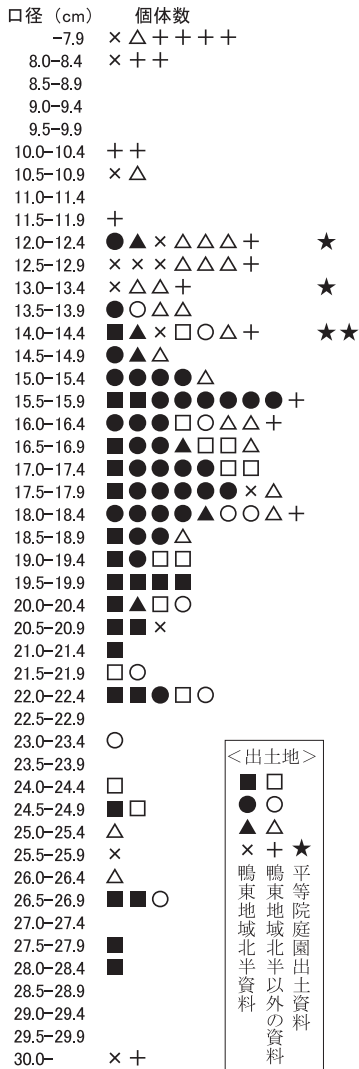 口径（cm） 個体数
-7.9 × △ + + + +
8.0-8.4 × + +
8.5-8.9
9.0-9.4
9.5-9.9
10.0-10.4 + +
10.5-10.9 × △
11.0-11.4
11.5-11.9 +
12.0-12.4 ● ▲ × △ △ △ + ★
12.5-12.9 × × × △ △ △ +
13.0-13.4 × △ △ + ★
13.5-13.9 ● ○ △ △
14.0-14.4 ■ ▲ × □ ○ △ + ★ ★
14.5-14.9 ● ▲ △
15.0-15.4 ● ● ● ● △
15.5-15.9 ■ ■ ● ● ● ● ● ● +
16.0-16.4 ● ● ● □ ○ △ △ +
16.5-16.9 ■ ● ● ▲ □ □ △
17.0-17.4 ■ ● ● ● ● □ □
17.5-17.9 ■ ● ● ● ● ● × △
18.0-18.4 ● ● ● ● ▲ ○ ○ △ +
18.5-18.9 ■ ● ● △
19.0-19.4 ■ ● □ □
19.5-19.9 ■ ■ ■ ■
20.0-20.4 ■ ▲ □ ○
20.5-20.9 ■ ■ ×
21.0-21.4 ■
21.5-21.9 □ ○
22.0-22.4 ■ ■ ● □ ○
22.5-22.9
23.0-23.4 ○
23.5-23.9
24.0-24.4 □
24.5-24.9 ■ □
25.0-25.4 △
25.5-25.9 ×
26.0-26.4 △
26.5-26.9 ■ ■ ○
27.0-27.4
27.5-27.9 ■
28.0-28.4 ■
28.5-28.9
29.0-29.4
29.5-29.9
30.0- × +
＜出土地＞
■ □
● ○
▲ △
× + ★
鴨東地域北半資料
鴨東地域北半以外の資料
平等院庭園出土資料